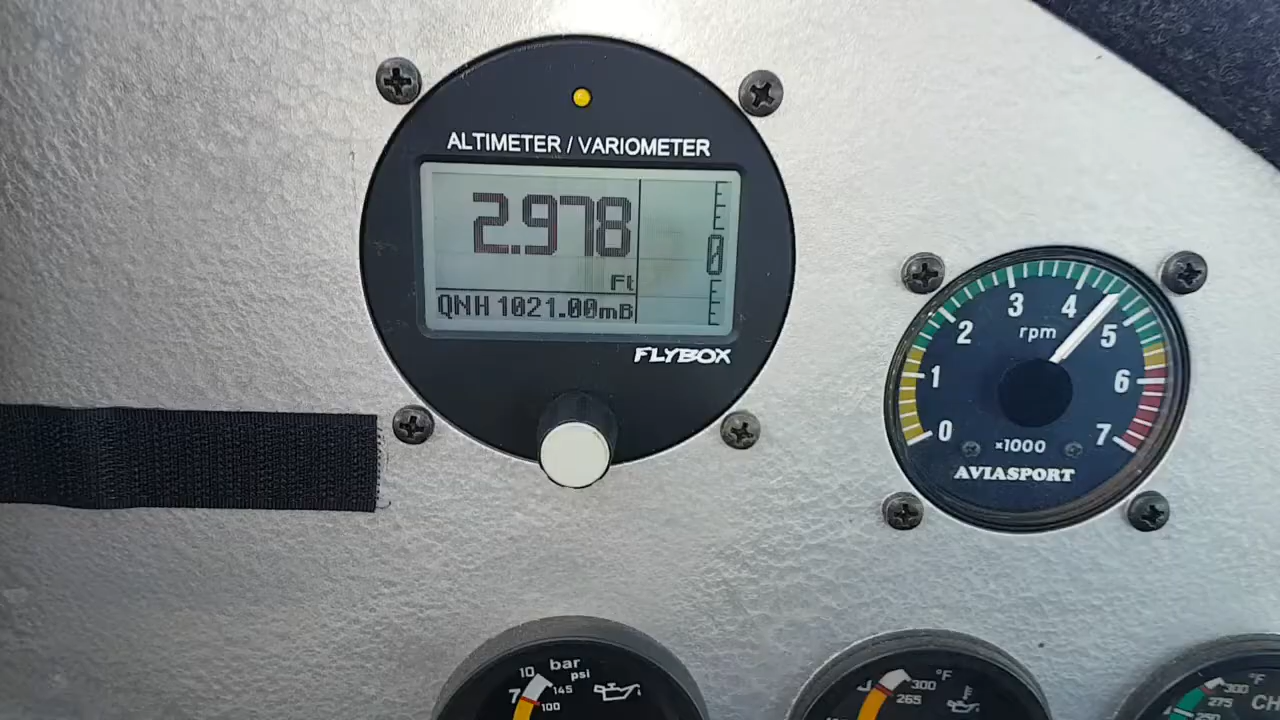 ALTIMETER / VARIOMETER
2.978
Ft
0
QNH 1021.00mB
FLYBOX
0 1 2 3 4 5 6 7
rpm
×1000
AVIASPORT
10 bar
psi
7 145
100
°F
300
265
°F
300
275
CH